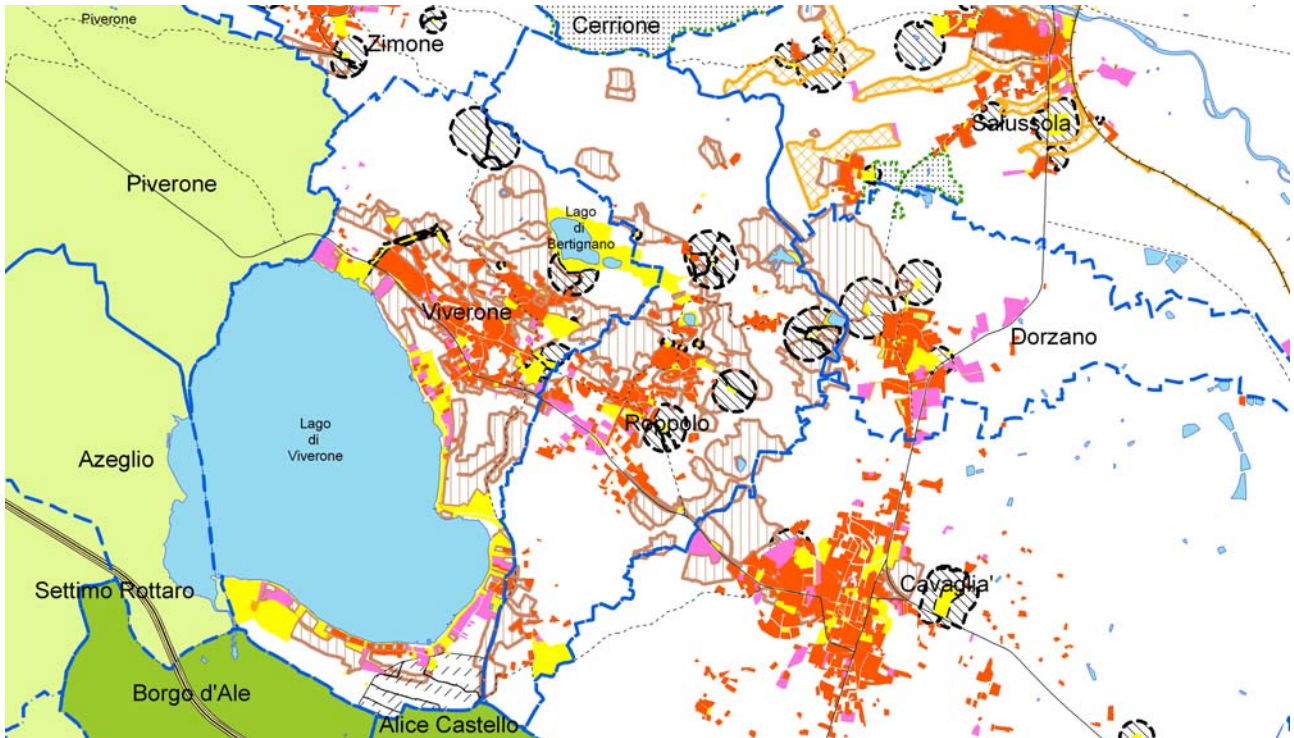 Piverone
Zimone
Cerrione
Salussola
Piverone
Lago
di
Bertignano
Viverone
Dorzano
Roppolo
Lago
di
Viverone
Azeglio
Settimo Rottaro
Cavaglia'
Borgo d'Ale
Alice Castello